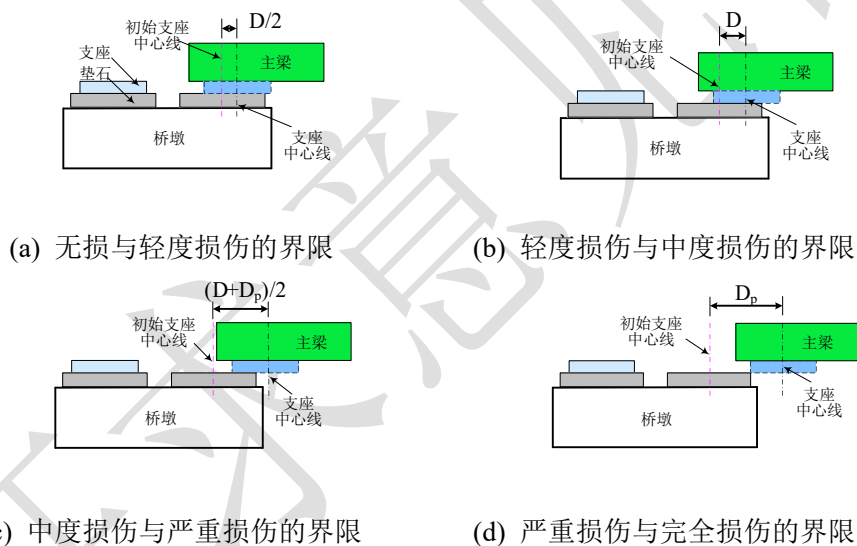 D/2
初始支座
中心线
支座
垫石
主梁
桥墩
支座
中心线
(a) 无损与轻度损伤的界限
D
初始支座
中心线
主梁
桥墩
支座
中心线
(b) 轻度损伤与中度损伤的界限
(D+Dp)/2
初始支座
中心线
主梁
桥墩
支座
中心线
) 中度损伤与严重损伤的界限
Dp
初始支座
中心线
主梁
桥墩
支座
中心线
(d) 严重损伤与完全损伤的界限